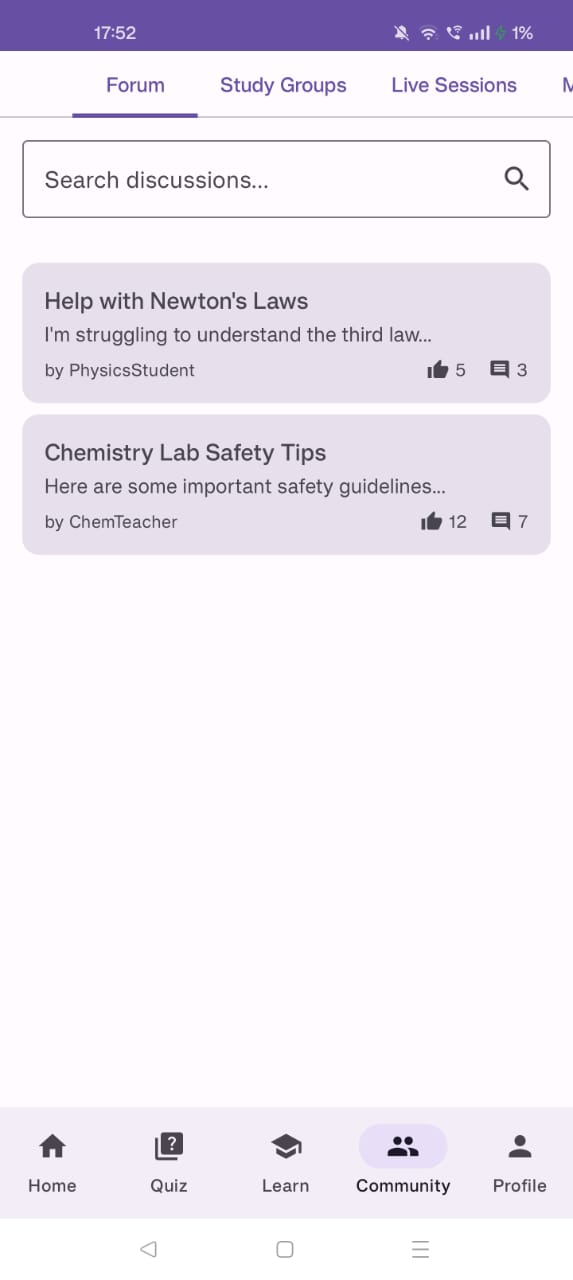 17:52
1%
Forum
Study Groups
Live Sessions
Search discussions...
Help with Newton's Laws
I'm struggling to understand the third law...
by PhysicsStudent
5
3
Chemistry Lab Safety Tips
Here are some important safety guidelines...
by ChemTeacher
12
7
Home
Quiz
Learn
Community
Profile